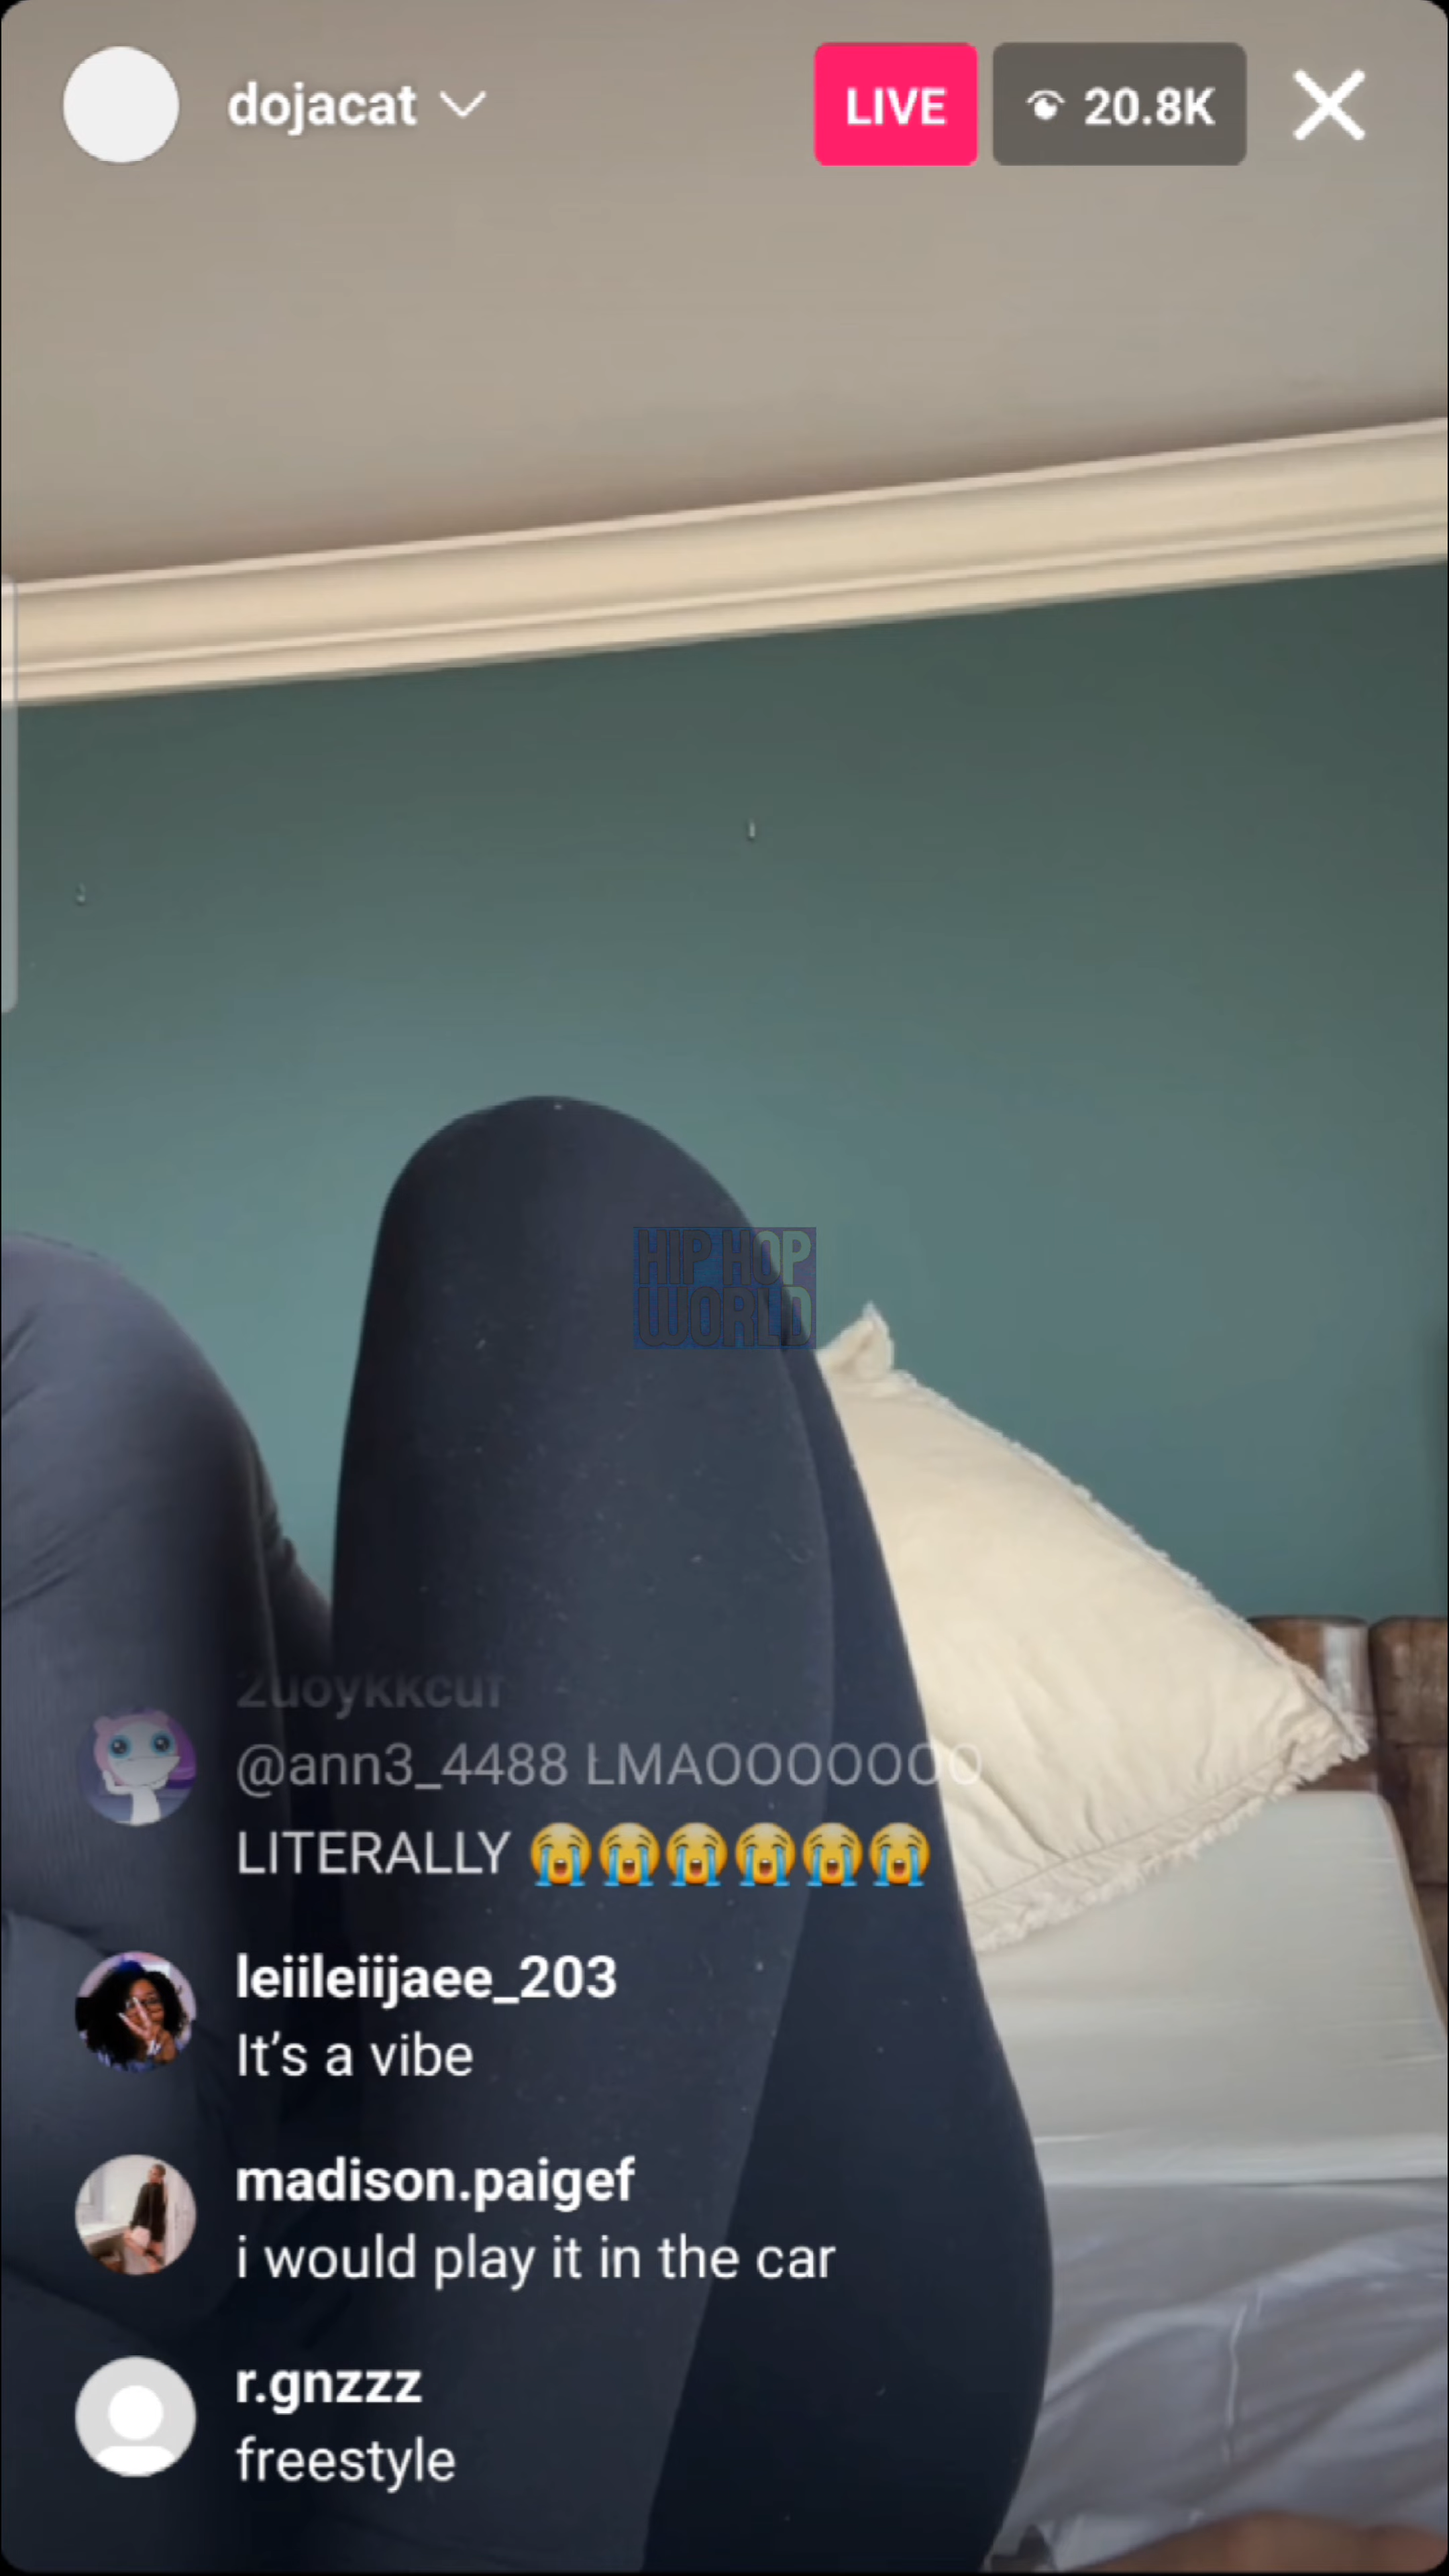 dojacat
LIVE
20.8K
HIP HOP
WORLD
@ann3_4488 LMAOOOOOOO
LITERALLY 😭😭😭😭😭😭
leiileiijaee_203
It’s a vibe
madison.paigef
i would play it in the car
r.gnzzz
freestyle